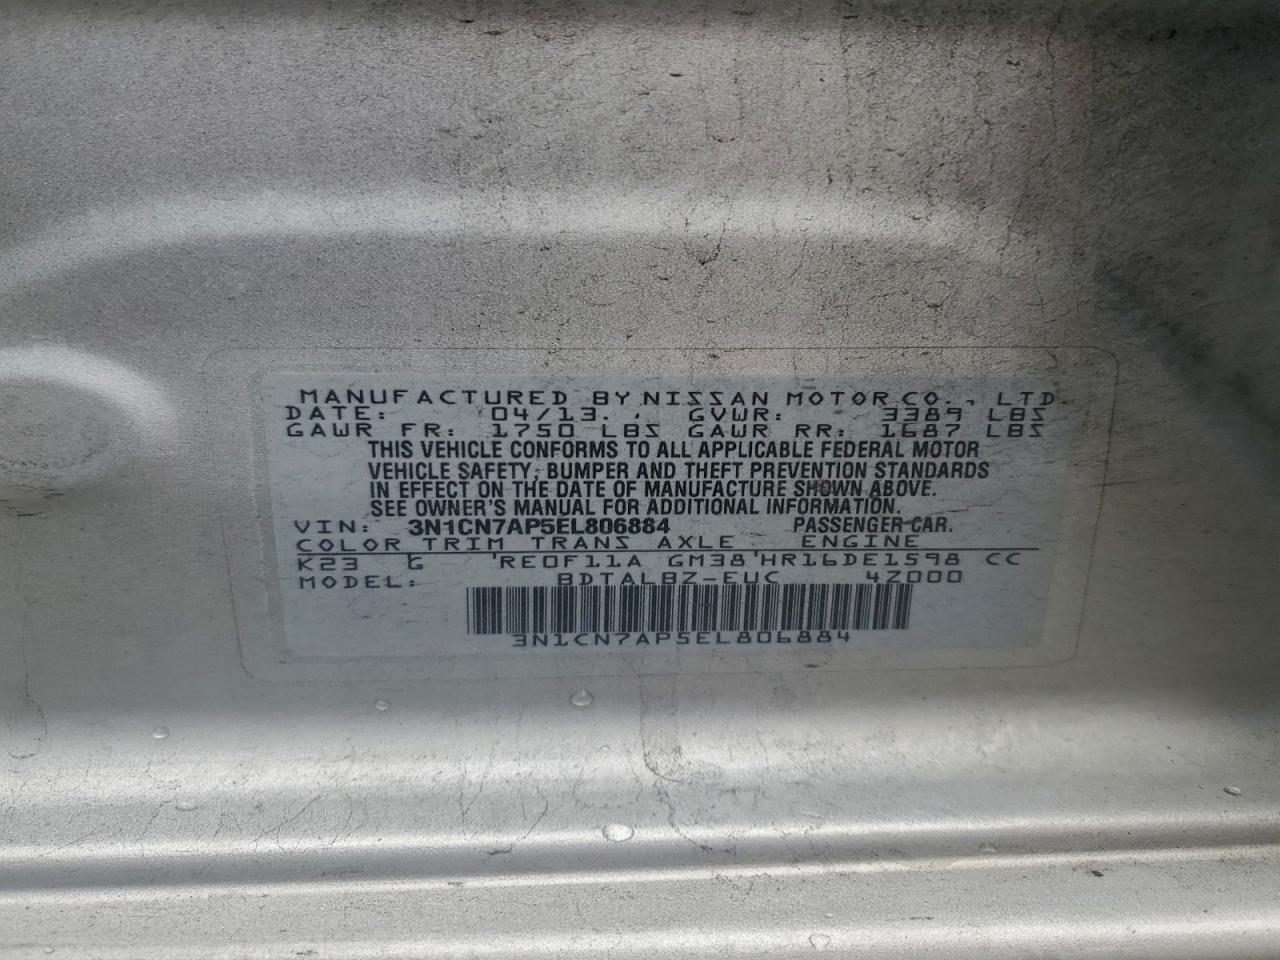 MANUFACTURED BY NISSAN MOTOR CO., LTD.
DATE: 04/13. GVWR: 3389 LBS
GAWR FR: 1750 LBS GAWR RR: 1687 LBS
THIS VEHICLE CONFORMS TO ALL APPLICABLE FEDERAL MOTOR
VEHICLE SAFETY, BUMPER AND THEFT PREVENTION STANDARDS
IN EFFECT ON THE DATE OF MANUFACTURE SHOWN ABOVE.
SEE OWNER'S MANUAL FOR ADDITIONAL INFORMATION.
VIN: 3N1CN7AP5EL806884 PASSENGER CAR.
COLOR TRIM TRANS AXLE ENGINE
K23 G 'RE0F11A GM38'HR16DE1598 CC
MODEL: BDTALBZ-EUC 4Z000
3N1CN7AP5EL806884